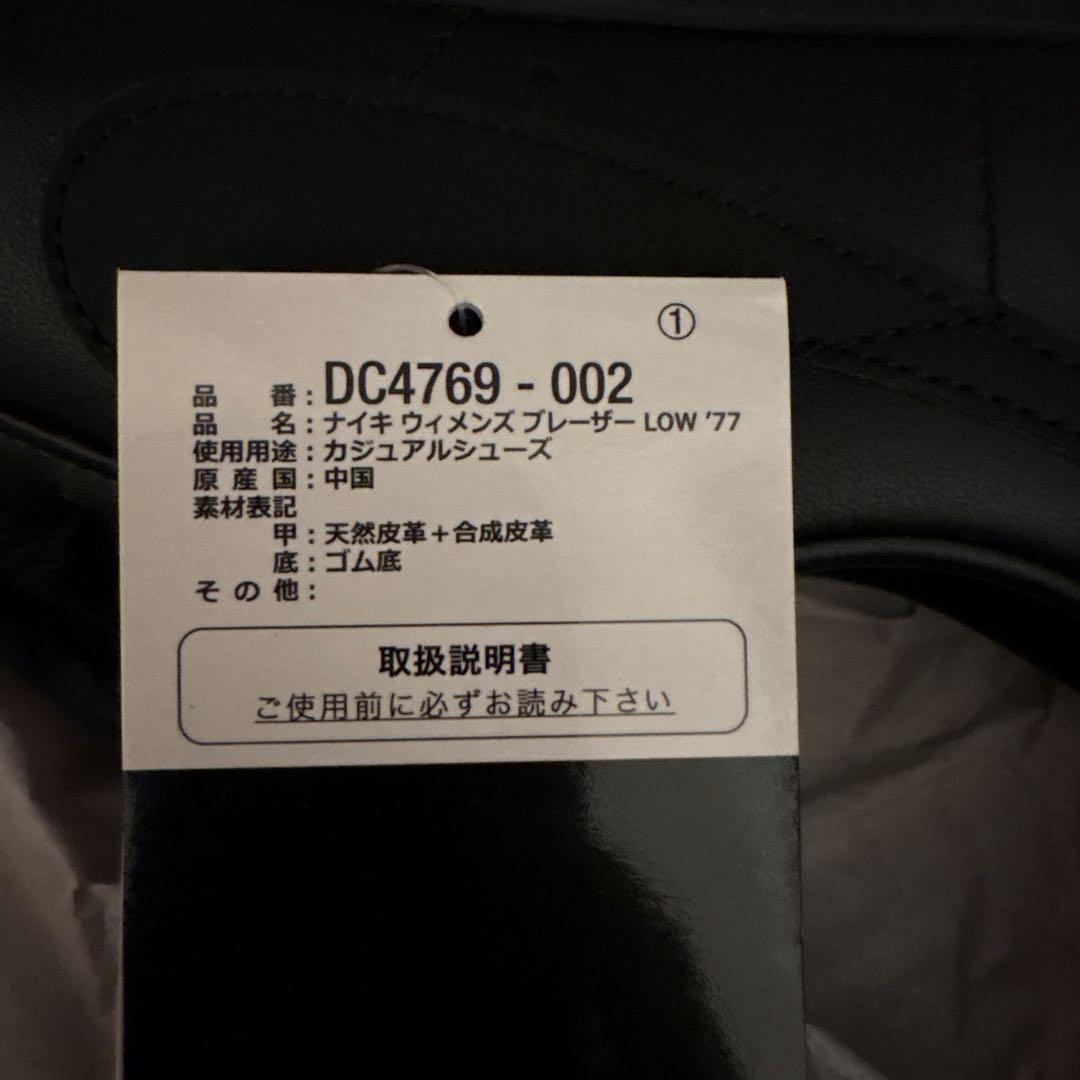 ①
品番：DC4769 - 002
品名：ナイキ ウィメンズ ブレーザー LOW '77
使用用途：カジュアルシューズ
原産国：中国
素材表記
甲：天然皮革＋合成皮革
底：ゴム底
その他：
取扱説明書
ご使用前に必ずお読み下さい